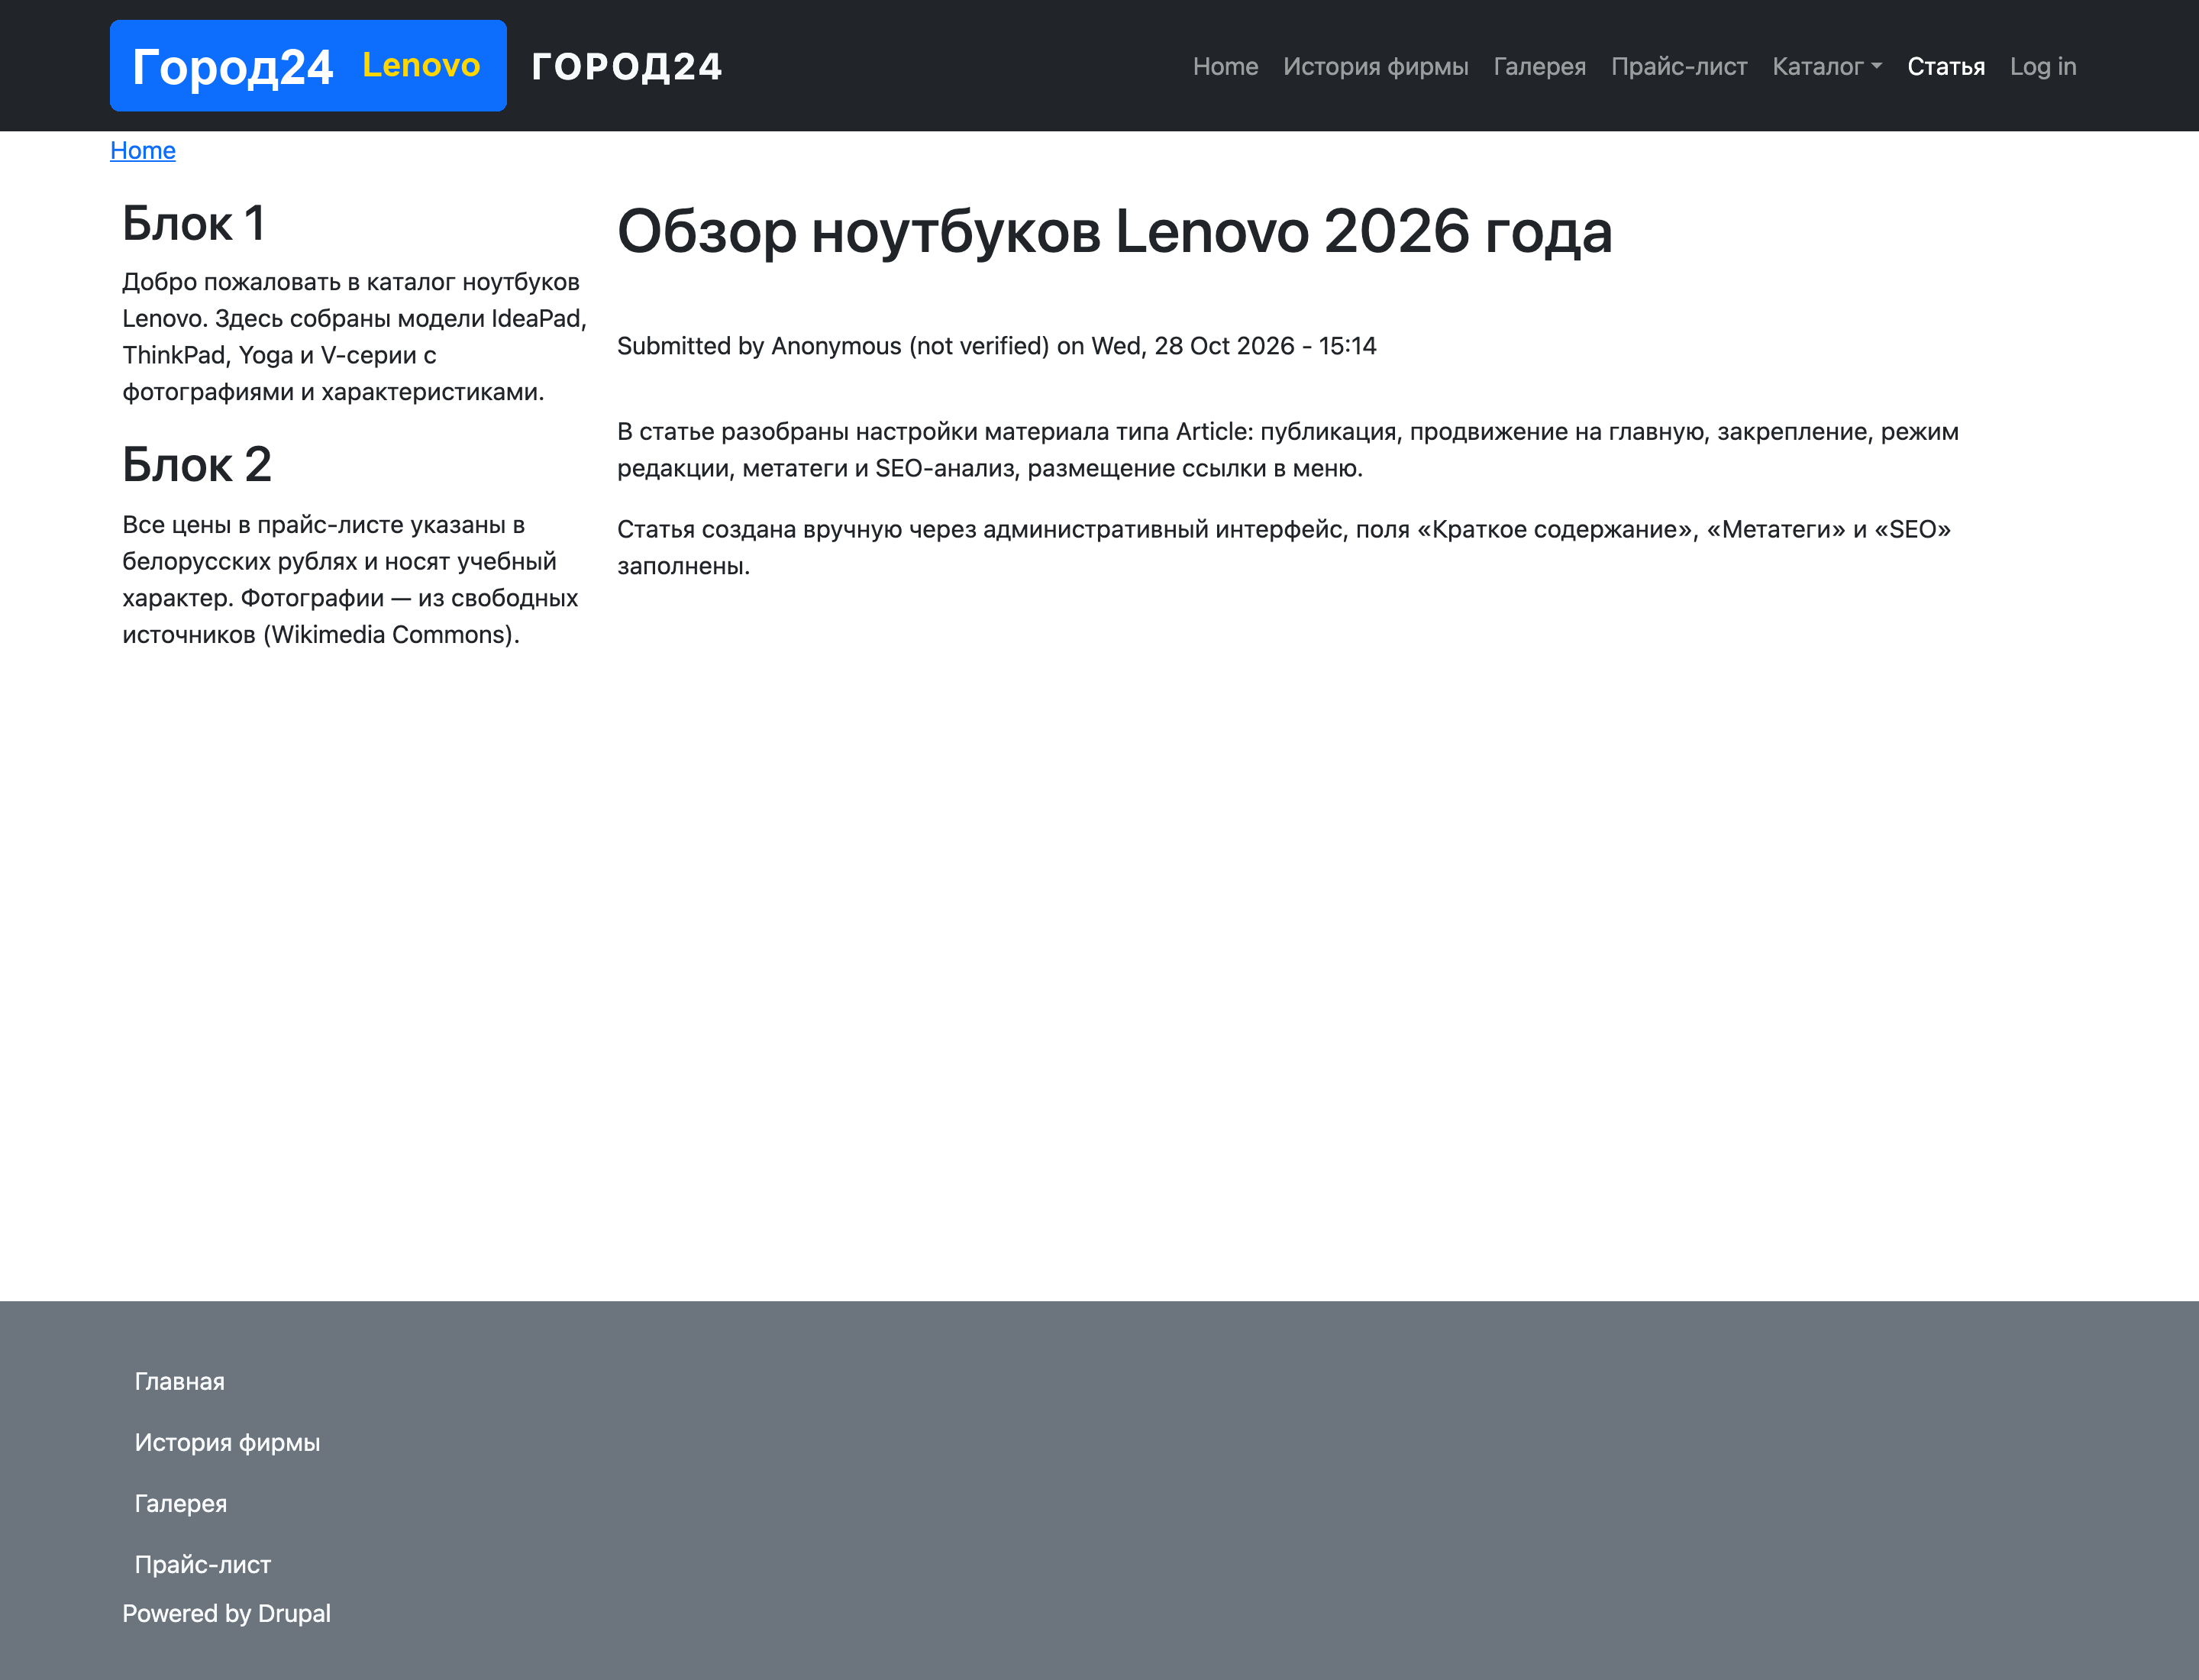 Город24 Lenovo ГОРОД24
Home История фирмы Галерея Прайс-лист Каталог Статья Log in
Home
Блок 1
Добро пожаловать в каталог ноутбуков
Lenovo. Здесь собраны модели IdeaPad,
ThinkPad, Yoga и V-серии с
фотографиями и характеристиками.
Блок 2
Все цены в прайс-листе указаны в
белорусских рублях и носят учебный
характер. Фотографии — из свободных
источников (Wikimedia Commons).
Обзор ноутбуков Lenovo 2026 года
Submitted by Anonymous (not verified) on Wed, 28 Oct 2026 - 15:14
В статье разобраны настройки материала типа Article: публикация, продвижение на главную, закрепление, режим
редакции, метатеги и SEO-анализ, размещение ссылки в меню.
Статья создана вручную через административный интерфейс, поля «Краткое содержание», «Метатеги» и «SEO»
заполнены.
Главная
История фирмы
Галерея
Прайс-лист
Powered by Drupal